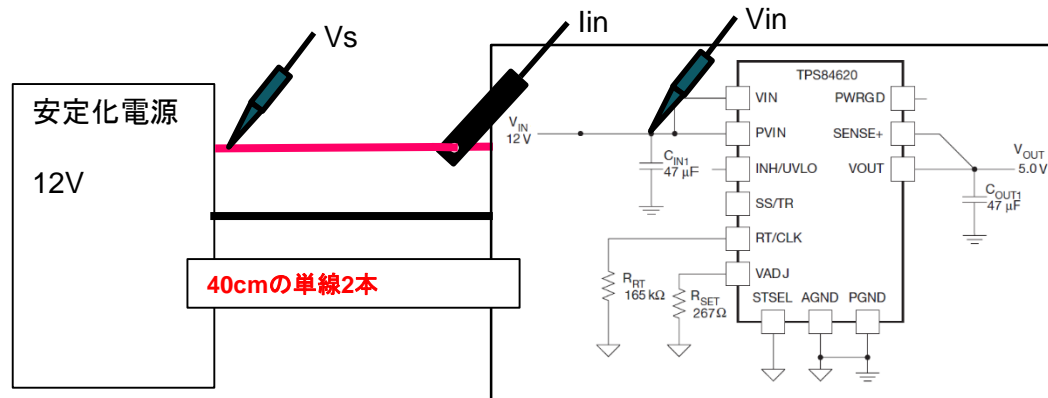 Vs
Iin
Vin
安定化電源
12V
40cmの単線2本
TPS84620
VIN
PWRGD
VIN
12 V
PVIN
SENSE+
CIN1
47 μF
INH/UVLO
VOUT
VOUT
5.0 V
SS/TR
COUT1
47 μF
RT/CLK
VADJ
RRT
165 kΩ
RSET
267Ω
STSEL
AGND
PGND